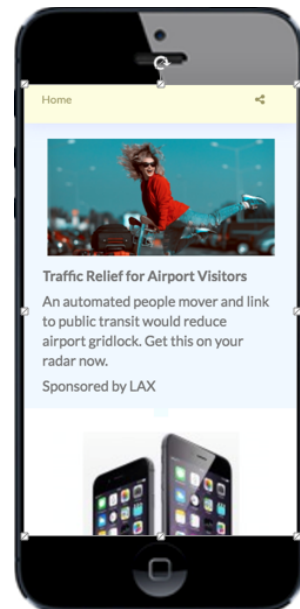 Home
Traffic Relief for Airport Visitors
An automated people mover and link
to public transit would reduce
airport gridlock. Get this on your
radar now.
Sponsored by LAX